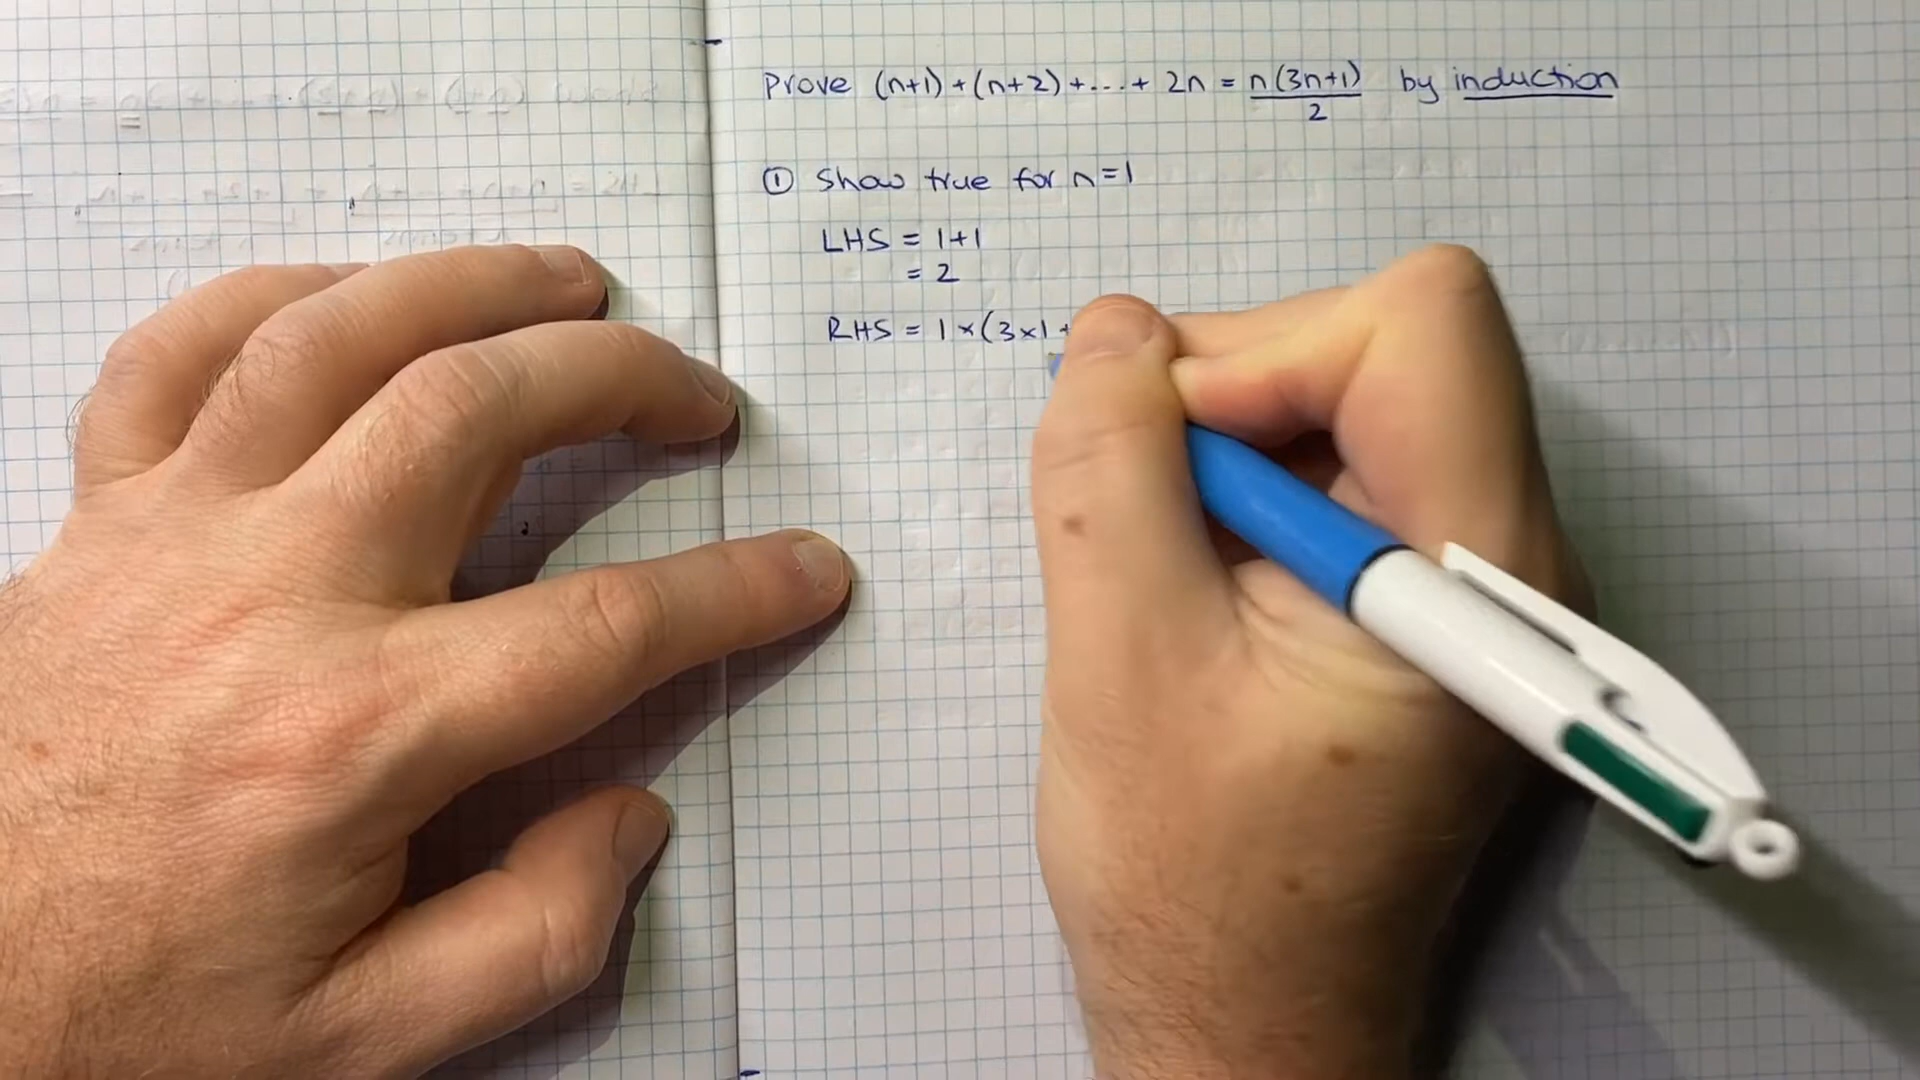 Prove (n+1) + (n+2) + ... + 2n = n(3n+1)/2 by induction
① Show true for n=1
LHS = 1+1
= 2
RHS = 1×(3×1+